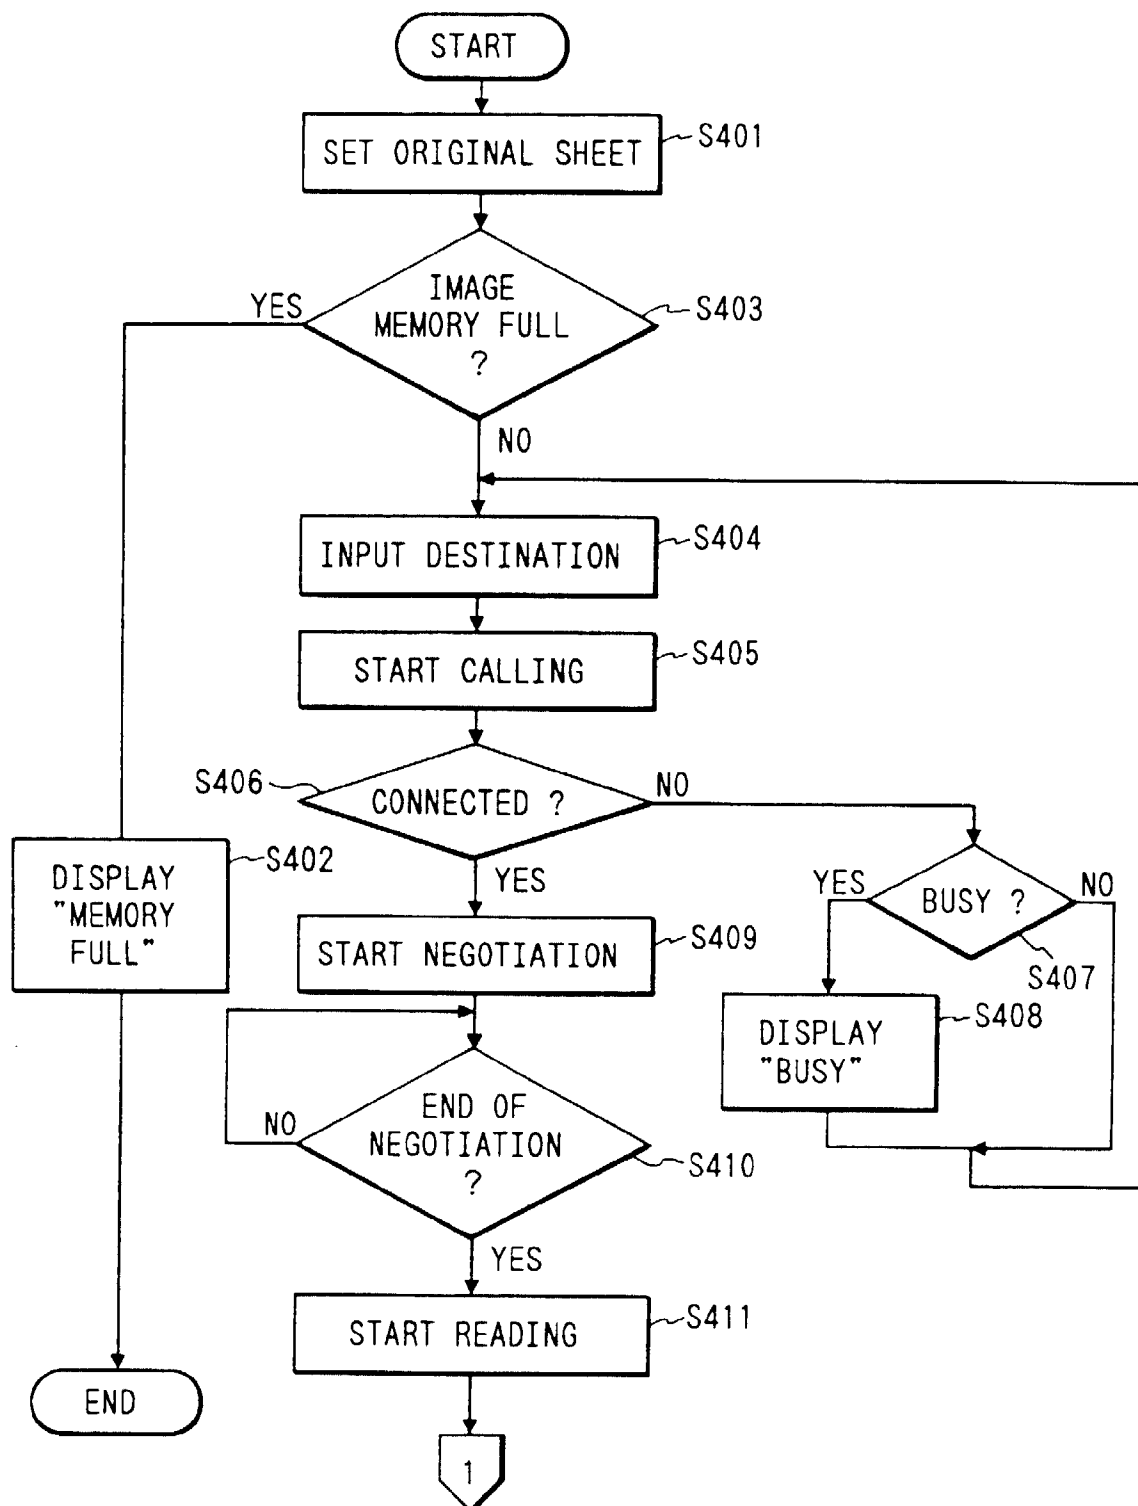 START
SET ORIGINAL SHEET
S401
IMAGE
MEMORY FULL
?
S403
YES
NO
INPUT DESTINATION
S404
START CALLING
S405
S406
CONNECTED ?
NO
YES
DISPLAY
"MEMORY
FULL"
S402
BUSY ?
YES
NO
S407
START NEGOTIATION
S409
DISPLAY
"BUSY"
S408
END OF
NEGOTIATION
?
NO
S410
YES
START READING
S411
END
1